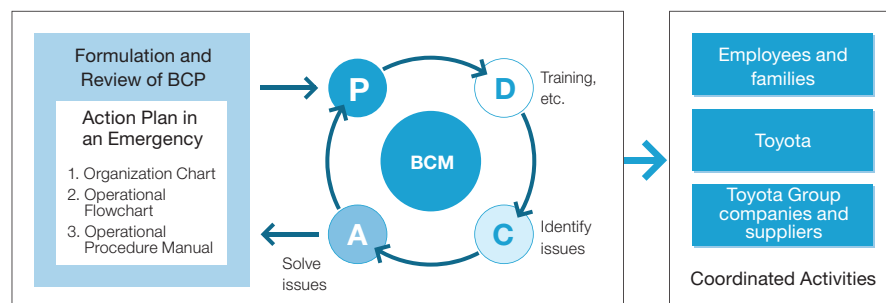 Formulation and
Review of BCP
Action Plan in
an Emergency
1. Organization Chart
2. Operational
Flowchart
3. Operational
Procedure Manual
P
D
Training,
etc.
BCM
A
Solve
issues
C
Identify
issues
Employees and
families
Toyota
Toyota Group
companies and
suppliers
Coordinated Activities